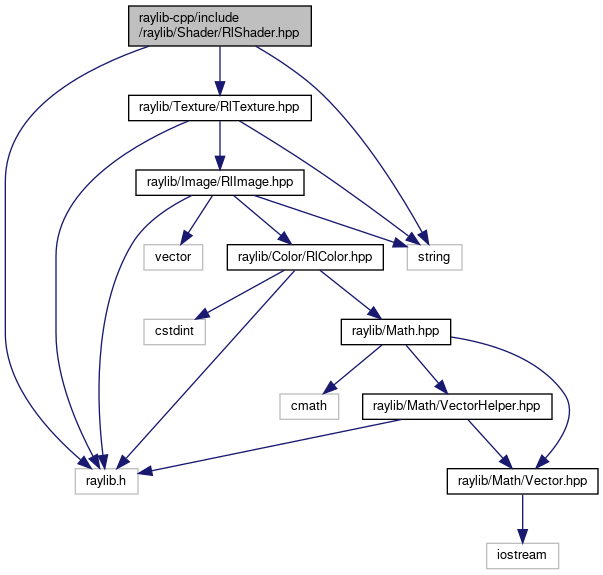 raylib-cpp/include
/raylib/Shader/RlShader.hpp
raylib/Texture/RlTexture.hpp
raylib/Image/RlImage.hpp
vector
raylib/Color/RlColor.hpp
string
cstdint
raylib/Math.hpp
cmath
raylib/Math/VectorHelper.hpp
raylib.h
raylib/Math/Vector.hpp
iostream